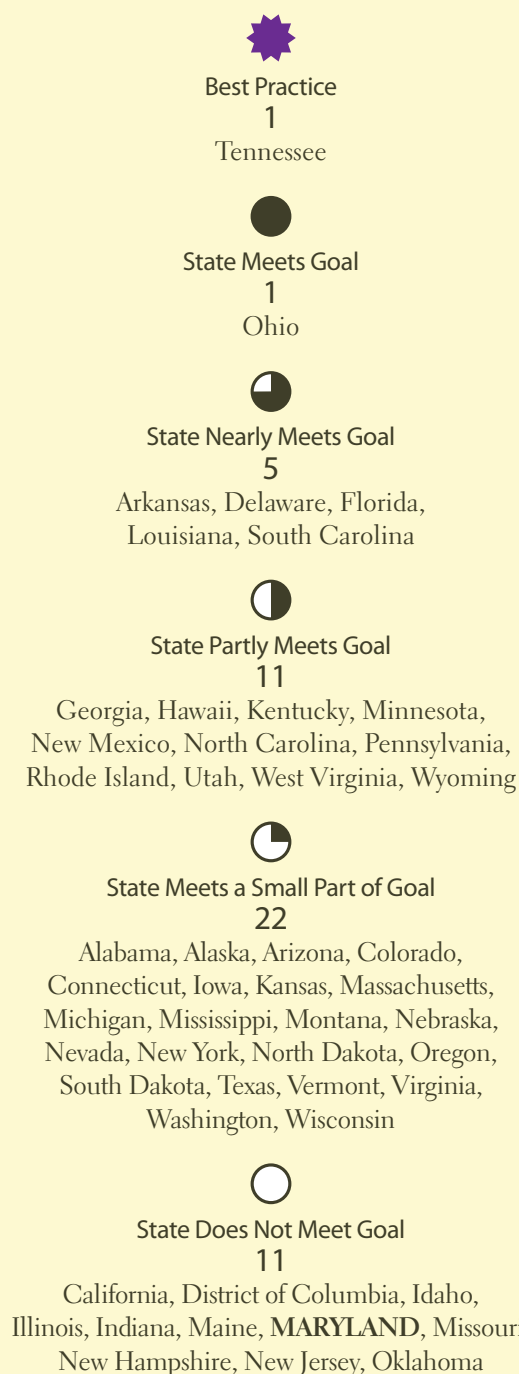 Best Practice
1
Tennessee
State Meets Goal
1
Ohio
State Nearly Meets Goal
5
Arkansas, Delaware, Florida,
Louisiana, South Carolina
State Partly Meets Goal
11
Georgia, Hawaii, Kentucky, Minnesota,
New Mexico, North Carolina, Pennsylvania,
Rhode Island, Utah, West Virginia, Wyoming
State Meets a Small Part of Goal
22
Alabama, Alaska, Arizona, Colorado,
Connecticut, Iowa, Kansas, Massachusetts,
Michigan, Mississippi, Montana, Nebraska,
Nevada, New York, North Dakota, Oregon,
South Dakota, Texas, Vermont, Virginia,
Washington, Wisconsin
State Does Not Meet Goal
11
California, District of Columbia, Idaho,
Illinois, Indiana, Maine, MARYLAND, Missouri
New Hampshire, New Jersey, Oklahoma